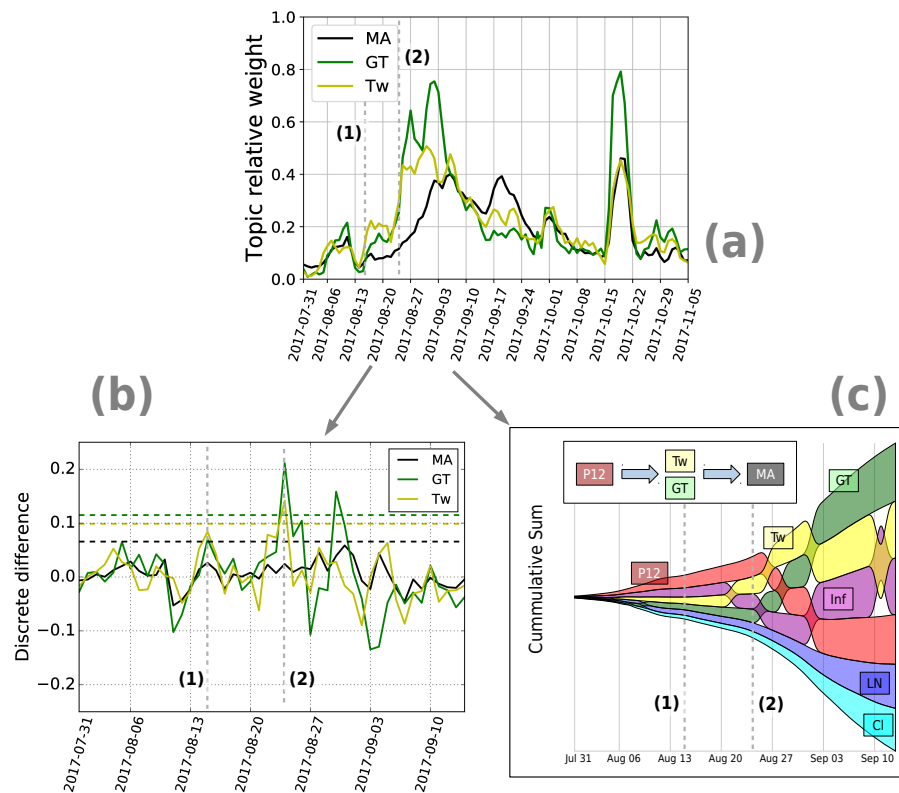 1.0
0.8
0.6
0.4
0.2
0.0
Topic relative weight
MA
GT
Tw
(1)
(2)
2017-07-31
2017-08-06
2017-08-13
2017-08-20
2017-08-27
2017-09-03
2017-09-10
2017-09-17
2017-09-24
2017-10-01
2017-10-08
2017-10-15
2017-10-22
2017-10-29
2017-11-05
(a)
(b)
0.2
0.1
0.0
−0.1
−0.2
Discrete difference
MA
GT
Tw
(1)
(2)
2017-07-31
2017-08-06
2017-08-13
2017-08-20
2017-08-27
2017-09-03
2017-09-10
(c)
P12
Tw
GT
MA
Cummulative Sum
P12
Tw
GT
Inf
LN
Cl
(1)
(2)
Jul 31
Aug 06
Aug 13
Aug 20
Aug 27
Sep 03
Sep 10